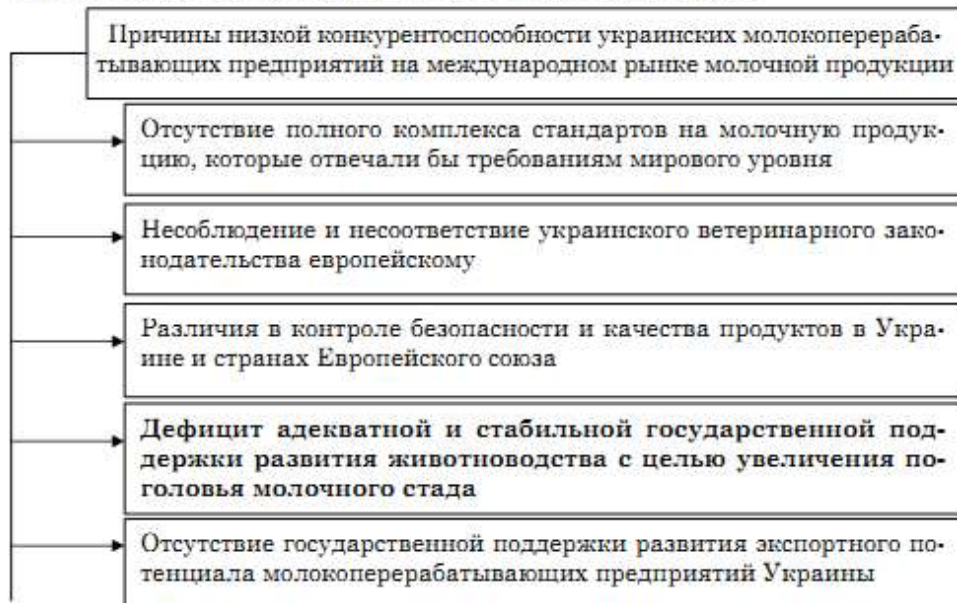 Причины низкой конкурентоспособности украинских молокоперераба-
тывающих предприятий на международном рынке молочной продукции
Отсутствие полного комплекса стандартов на молочную продук-
цию, которые отвечали бы требованиям мирового уровня
Несоблюдение и несоответствие украинского ветеринарного зако-
нодательства европейскому
Различия в контроле безопасности и качества продуктов в Укра-
ине и странах Европейского союза
Дефицит адекватной и стабильной государственной под-
держки развития животноводства с целью увеличения по-
головья молочного стада
Отсутствие государственной поддержки развития экспортного по-
тенциала молокоперерабатывающих предприятий Украины